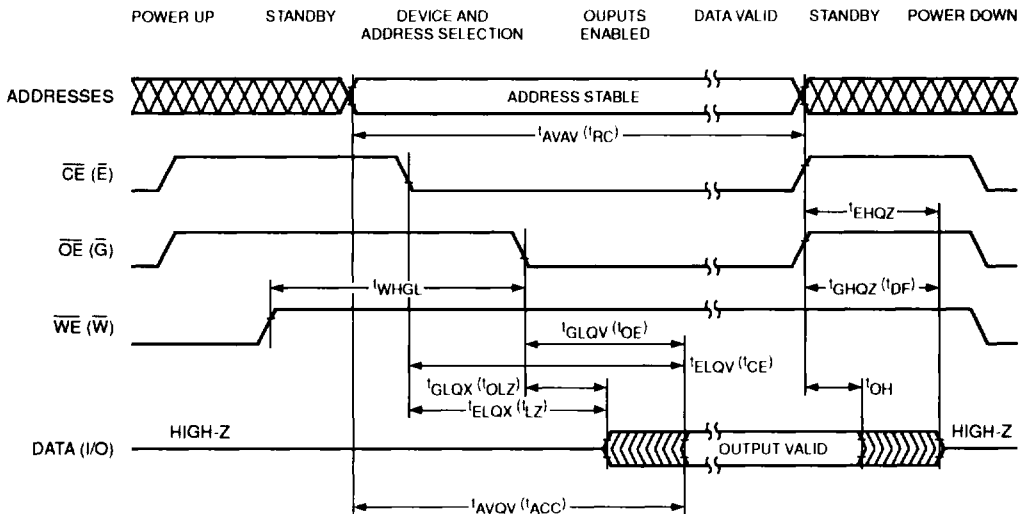 POWER UP
STANDBY
DEVICE AND
ADDRESS SELECTION
OUPUTS
ENABLED
DATA VALID
STANDBY
POWER DOWN
ADDRESSES
ADDRESS STABLE
tAVAV (tRC)
CE (E)
tEHQZ
OE (G)
tWHGL
tGHQZ (tDF)
WE (W)
tGLQV (tOE)
tELQV (tCE)
tGLQX (tOLZ)
tOH
tELQX (tLZ)
DATA (I/O)
HIGH-Z
OUTPUT VALID
HIGH-Z
tAVQV (tACC)